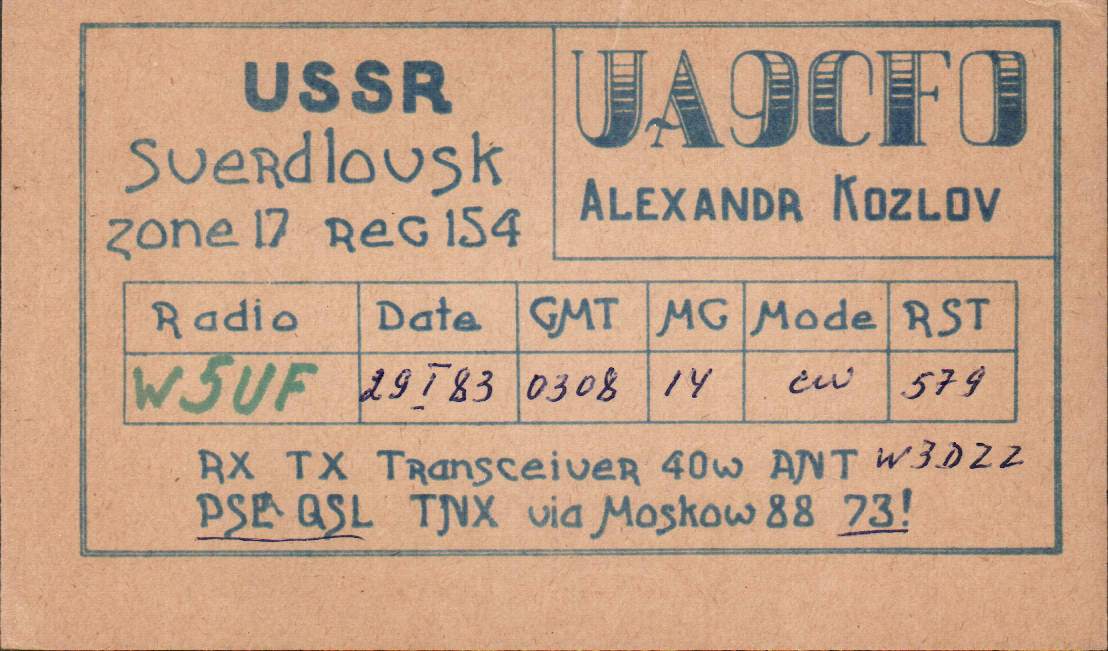 USSR
Sverdlovsk
zone 17 REG 154
UA9CFO
ALEXANDR KOZLOV
Radio Date GMT MG Mode RST
W5UF 29 I 83 0308 14 cw 579
RX TX Transceiver 40w ANT W3DZZ
PSE QSL TNX via Moskow 88 73!